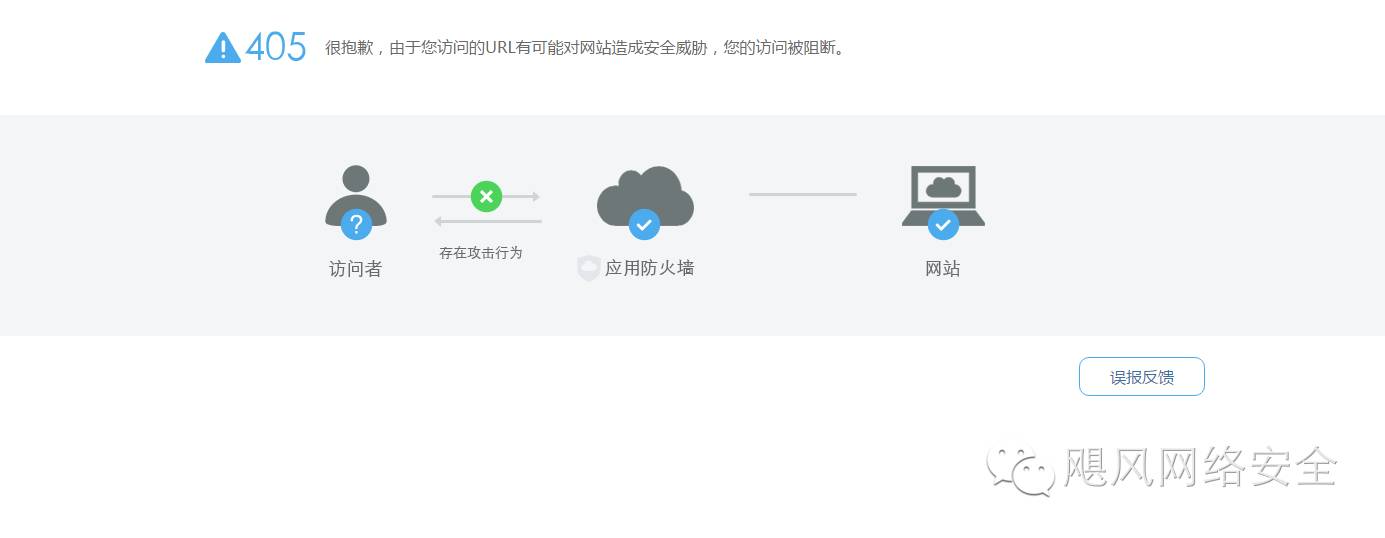 405 很抱歉，由于您访问的URL有可能对网站造成安全威胁，您的访问被阻断。
?
存在攻击行为
访问者 应用防火墙 网站
误报反馈
飓风网络安全